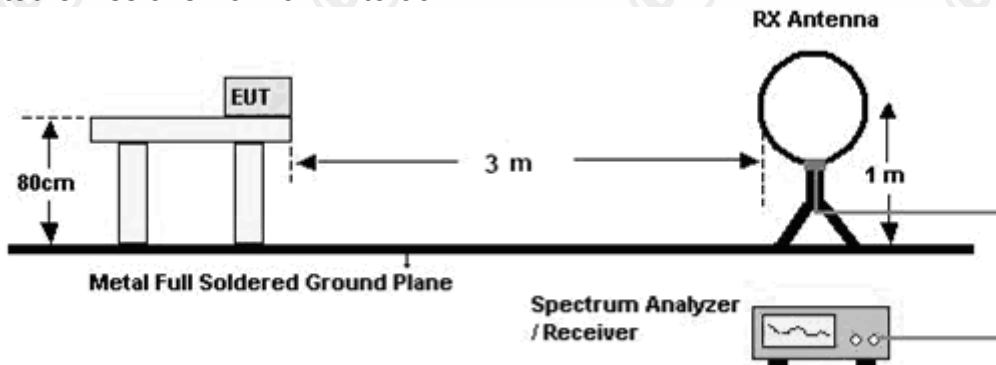 RX Antenna
EUT
80cm
3 m
1 m
Metal Full Soldered Ground Plane
Spectrum Analyzer
/ Receiver